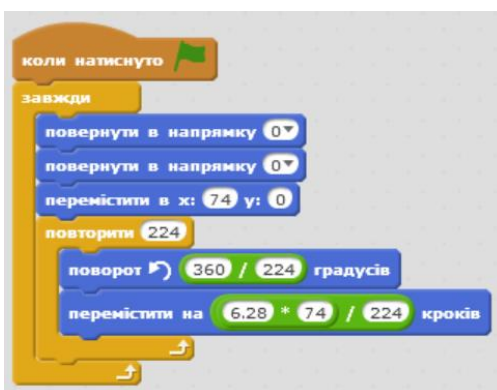 коли натиснуто
завжди
повернути в напрямку 0
повернути в напрямку 0
перемістити в x: 74 y: 0
повторити 224
поворот 360 / 224 градусів
перемістити на 6.28 * 74 / 224 кроків